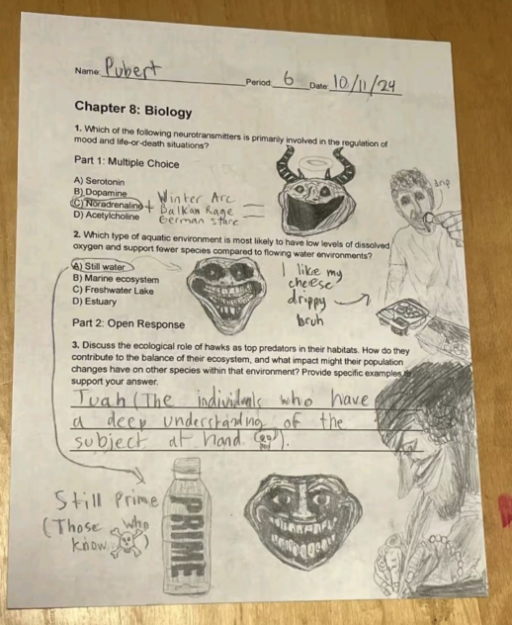 Name: Pubert
Period: 6 Date: 10/11/24
Chapter 8: Biology
1. Which of the following neurotransmitters is primarily involved in the regulation of
mood and life-or-death situations?
Part 1: Multiple Choice
A) Serotonin
B) Dopamine
C) Noradrenaline
D) Acetylcholine
+ Winter Arc
Balkan Rage
German stare
=
2. Which type of aquatic environment is most likely to have low levels of dissolved
oxygen and support fewer species compared to flowing water environments?
A) Still water
B) Marine ecosystem
C) Freshwater Lake
D) Estuary
I like my
cheese
drippy
bruh
Part 2: Open Response
3. Discuss the ecological role of hawks as top predators in their habitats. How do they
contribute to the balance of their ecosystem, and what impact might their population
changes have on other species within that environment? Provide specific examples to
support your answer.
Tuah (The individuals who have
a deep understanding of the
subject at hand
Still Prime
(Those who
know )
PRIME